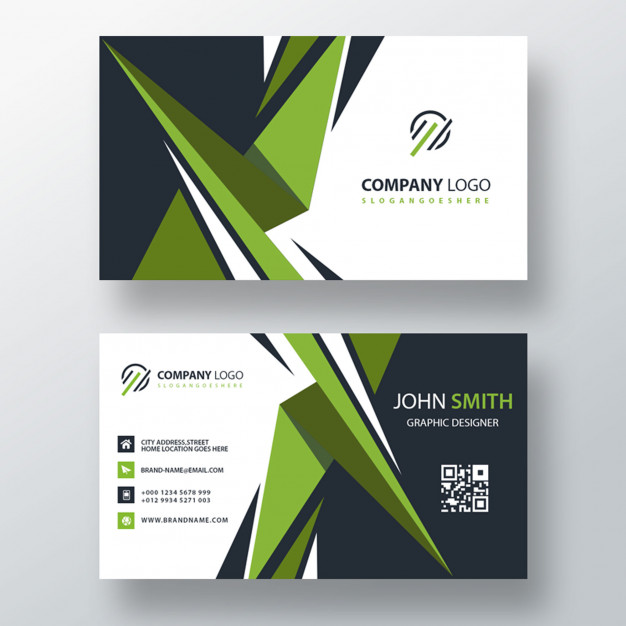 COMPANY LOGO
SLOGANGOESHERE
COMPANY LOGO
SLOGANGOESHERE
CITY ADDRESS,STREET
HOME LOCATION GOES HERE
BRAND-NAME@EMAIL.COM
+000 1234 5678 999
+012 9934 5271 003
WWW.BRANDNAME.COM
JOHN SMITH
GRAPHIC DESIGNER